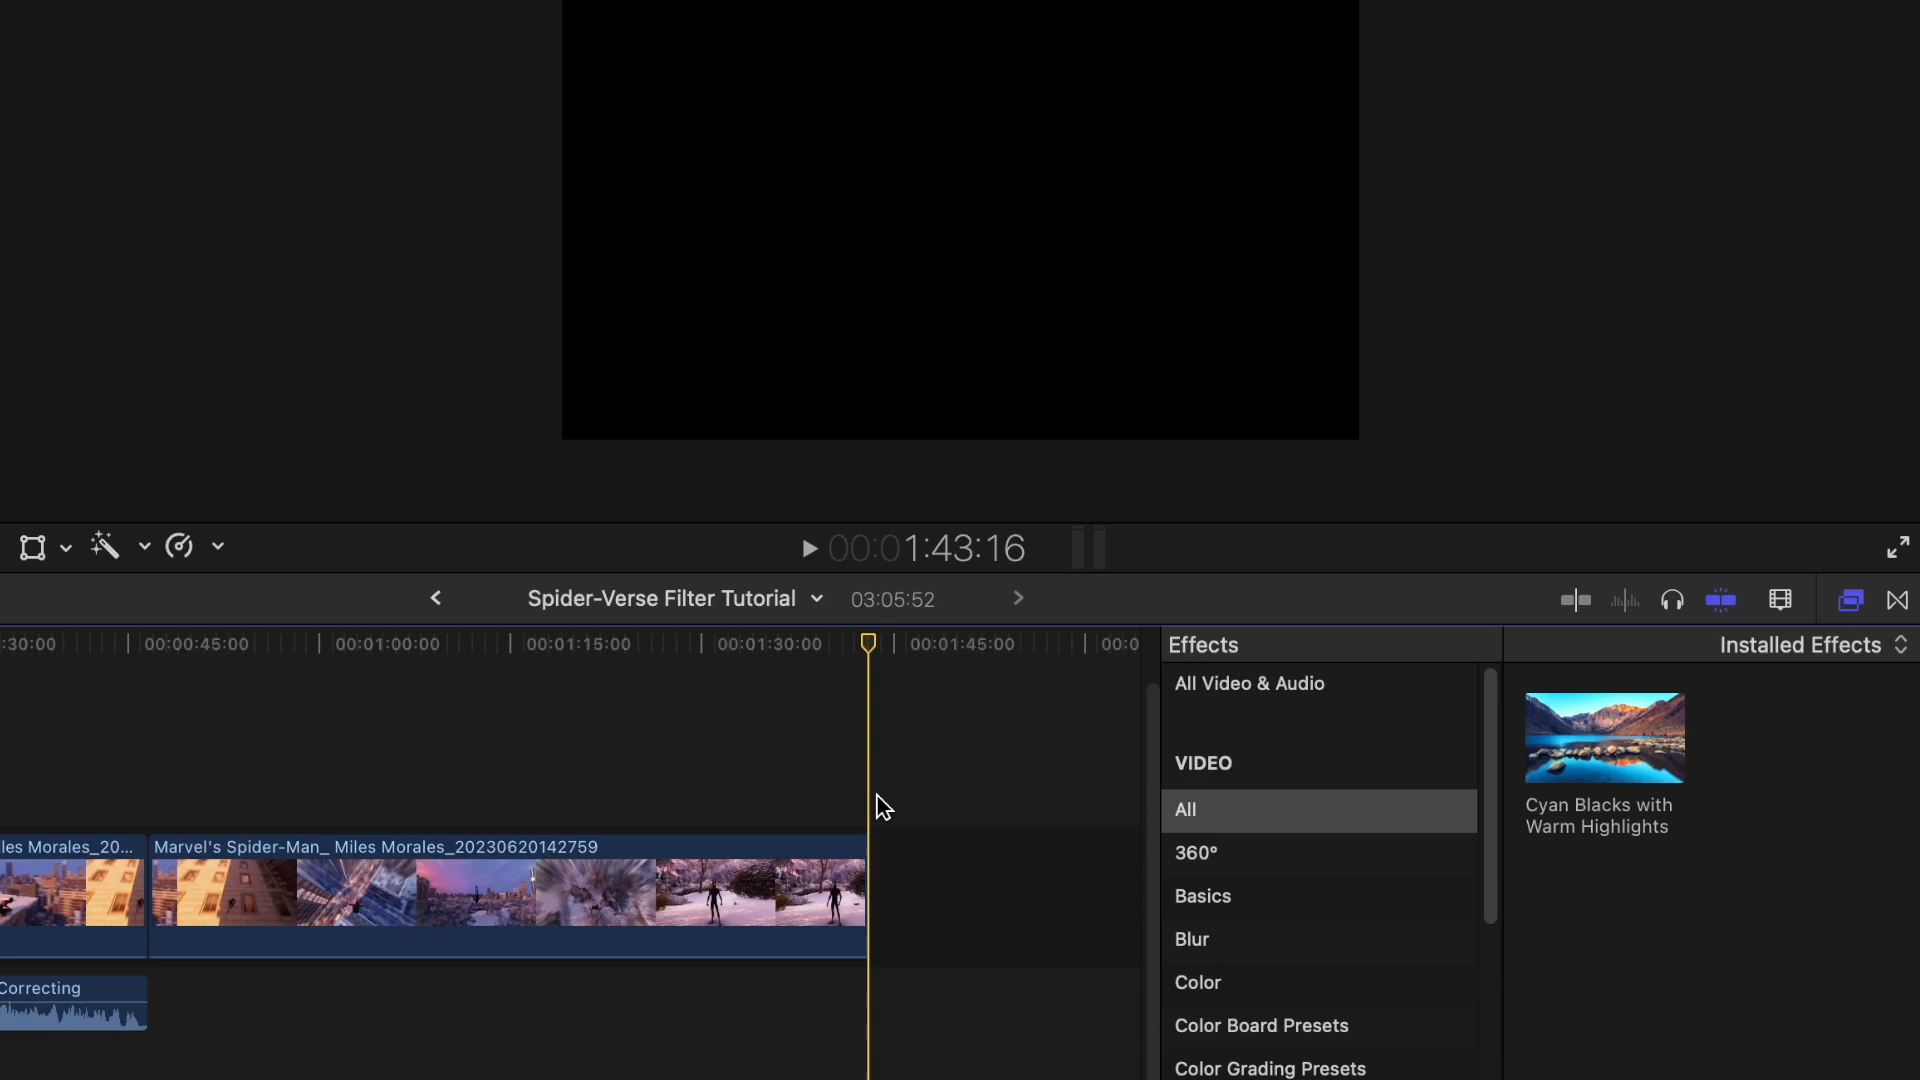 00:01:43:16
Spider-Verse Filter Tutorial
03:05:52
:30:00
00:00:45:00
00:01:00:00
00:01:15:00
00:01:30:00
00:01:45:00
00:0
Effects
Installed Effects
All Video & Audio
VIDEO
All
360°
Basics
Blur
Color
Color Board Presets
Color Grading Presets
Cyan Blacks with
Warm Highlights
les Morales_20...
Marvel's Spider-Man_ Miles Morales_20230620142759
Correcting